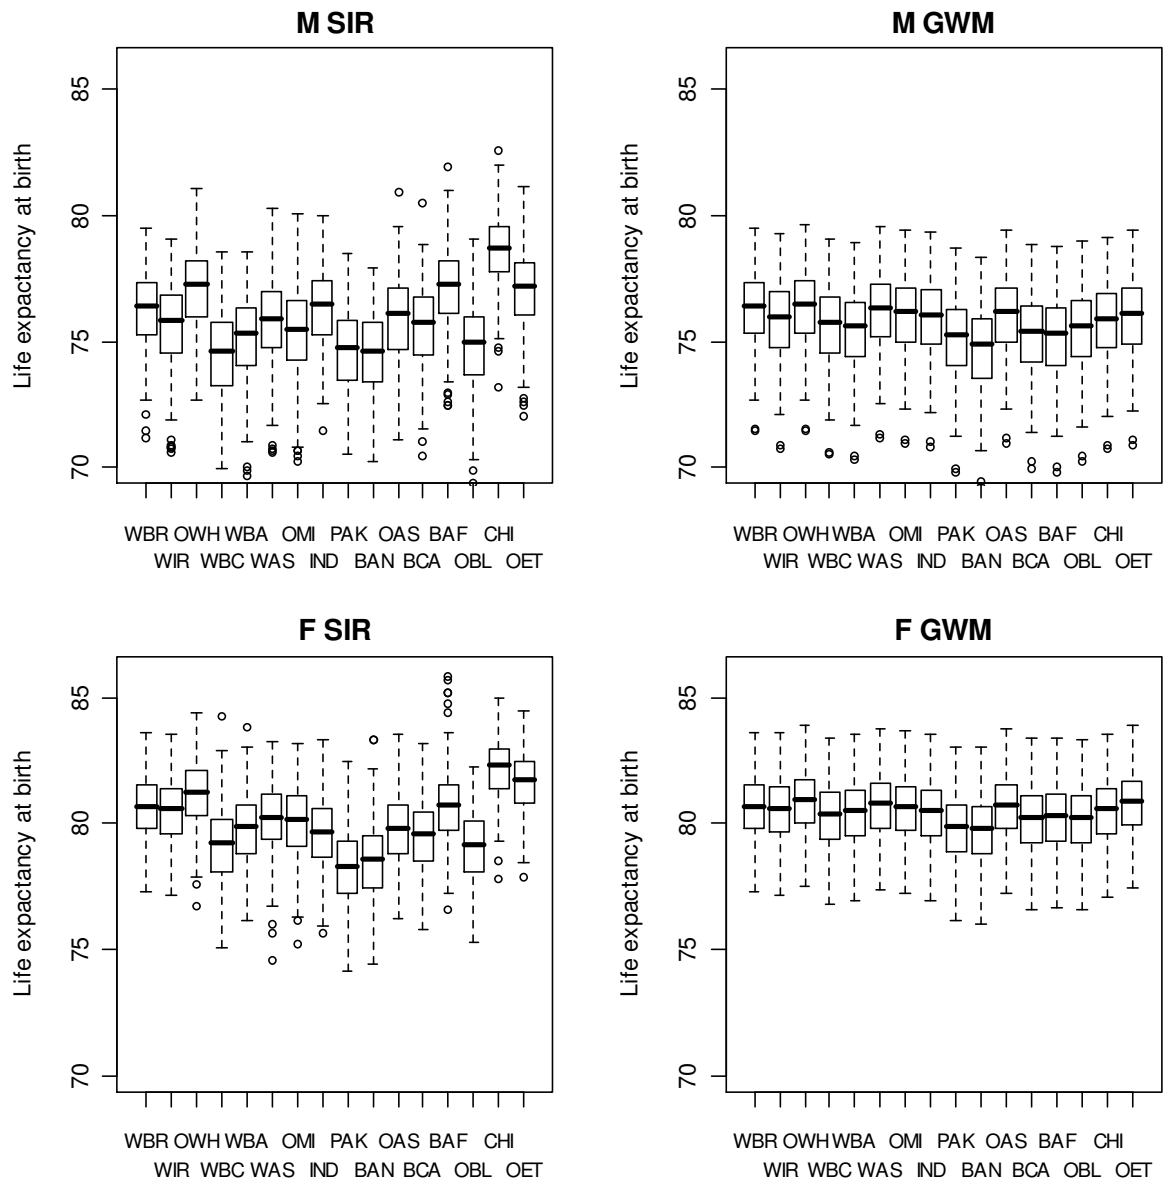 M SIR
M GWM
Life expactancy at birth
85
80
75
70
WBR OWH WBA OMI PAK OAS BAF CHI
WIR WBC WAS IND BAN BCA OBL OET
Life expactancy at birth
85
80
75
70
WBR OWH WBA OMI PAK OAS BAF CHI
WIR WBC WAS IND BAN BCA OBL OET
F SIR
F GWM
Life expactancy at birth
85
80
75
70
WBR OWH WBA OMI PAK OAS BAF CHI
WIR WBC WAS IND BAN BCA OBL OET
Life expactancy at birth
85
80
75
70
WBR OWH WBA OMI PAK OAS BAF CHI
WIR WBC WAS IND BAN BCA OBL OET